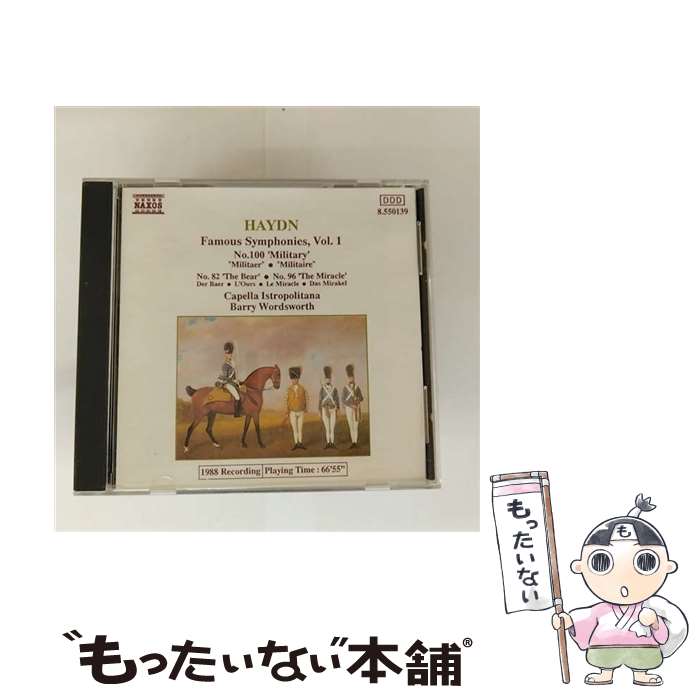 NAXOS
DDD
8.550139
HAYDN
Famous Symphonies, Vol. 1
No.100 'Military'
'Militaer' • 'Militaire'
No. 82 'The Bear' • No. 96 'The Miracle'
Der Baer • L'Ours • Le Miracle • Das Mirakel
Capella Istropolitana
Barry Wordsworth
1988 Recording Playing Time : 66'55"
もったいない
"もったいない本舗®